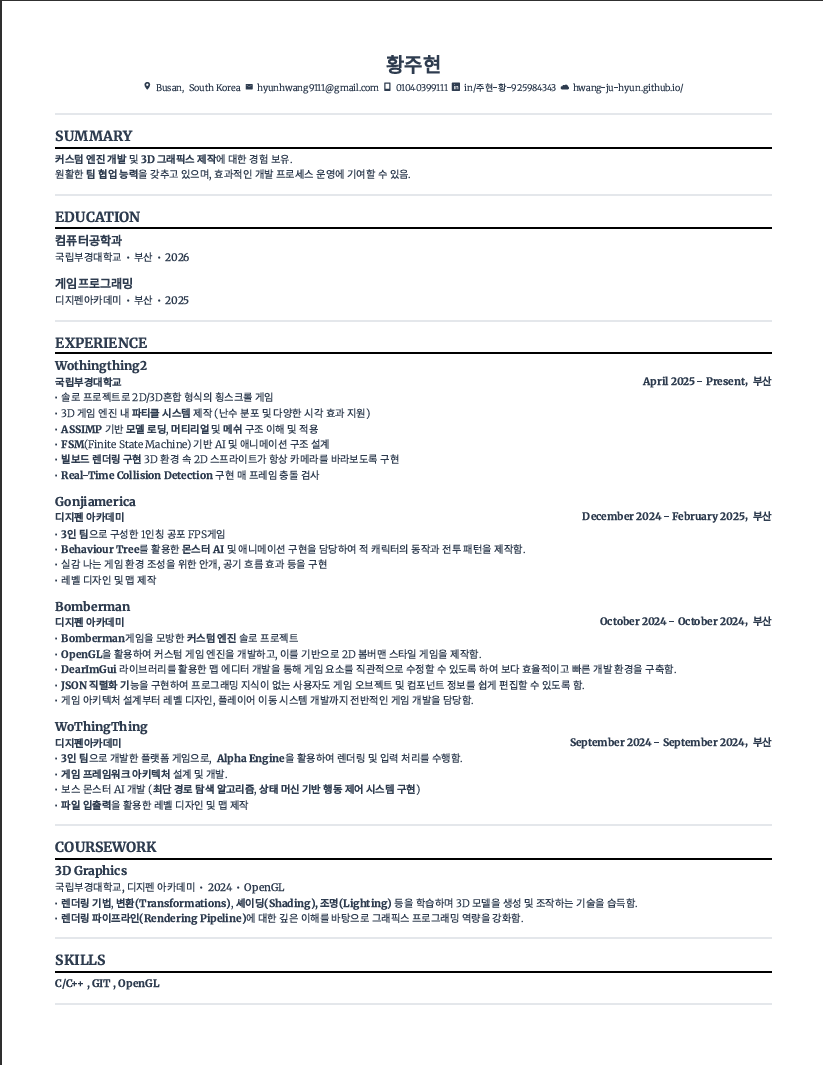 황주현
Busan, South Korea hyunhwang9111@gmail.com 01040399111 in/주현-황-925984343 hwang-ju-hyun.github.io/
SUMMARY
커스텀 엔진 개발 및 3D 그래픽스 제작에 대한 경험 보유.
원활한 팀 협업 능력을 갖추고 있으며, 효과적인 개발 프로세스 운영에 기여할 수 있음.
EDUCATION
컴퓨터공학과
국립부경대학교 • 부산 • 2026
게임프로그래밍
디지펜아카데미 • 부산 • 2025
EXPERIENCE
Wothingthing2
국립부경대학교 April 2025 – Present, 부산
• 솔로 프로젝트로 2D/3D혼합 형식의 횡스크롤 게임
• 3D 게임 엔진 내 파티클 시스템 제작 (난수 분포 및 다양한 시각 효과 지원)
• ASSIMP 기반 모델 로딩, 머티리얼 및 메쉬 구조 이해 및 적용
• FSM(Finite State Machine) 기반 AI 및 애니메이션 구조 설계
• 빌보드 렌더링 구현 3D 환경 속 2D 스프라이트가 항상 카메라를 바라보도록 구현
• Real-Time Collision Detection 구현 매 프레임 충돌 검사
Gonjiamerica
디지펜 아카데미 December 2024 – February 2025, 부산
• 3인 팀으로 구성한 1인칭 공포 FPS게임
• Behaviour Tree를 활용한 몬스터 AI 및 애니메이션 구현을 담당하여 적 캐릭터의 동작과 전투 패턴을 제작함.
• 실감 나는 게임 환경 조성을 위한 안개, 공기 흐름 효과 등을 구현
• 레벨 디자인 및 맵 제작
Bomberman
디지펜 아카데미 October 2024 – October 2024, 부산
• Bomberman게임을 모방한 커스텀 엔진 솔로 프로젝트
• OpenGL을 활용하여 커스텀 게임 엔진을 개발하고, 이를 기반으로 2D 봄버맨 스타일 게임을 제작함.
• DearImGui 라이브러리를 활용한 맵 에디터 개발을 통해 게임 요소를 직관적으로 수정할 수 있도록 하여 보다 효율적이고 빠른 개발 환경을 구축함.
• JSON 직렬화 기능을 구현하여 프로그래밍 지식이 없는 사용자도 게임 오브젝트 및 컴포넌트 정보를 쉽게 편집할 수 있도록 함.
• 게임 아키텍처 설계부터 레벨 디자인, 플레이어 이동 시스템 개발까지 전반적인 게임 개발을 담당함.
WoThingThing
디지펜아카데미 September 2024 – September 2024, 부산
• 3인 팀으로 개발한 플랫폼 게임으로, Alpha Engine을 활용하여 렌더링 및 입력 처리를 수행함.
• 게임 프레임워크 아키텍처 설계 및 개발.
• 보스 몬스터 AI 개발 (최단 경로 탐색 알고리즘, 상태 머신 기반 행동 제어 시스템 구현)
• 파일 입출력을 활용한 레벨 디자인 및 맵 제작
COURSEWORK
3D Graphics
국립부경대학교, 디지펜 아카데미 • 2024 • OpenGL
• 렌더링 기법, 변환(Transformations), 셰이딩(Shading), 조명(Lighting) 등을 학습하며 3D 모델을 생성 및 조작하는 기술을 습득함.
• 렌더링 파이프라인(Rendering Pipeline)에 대한 깊은 이해를 바탕으로 그래픽스 프로그래밍 역량을 강화함.
SKILLS
C/C++ , GIT , OpenGL